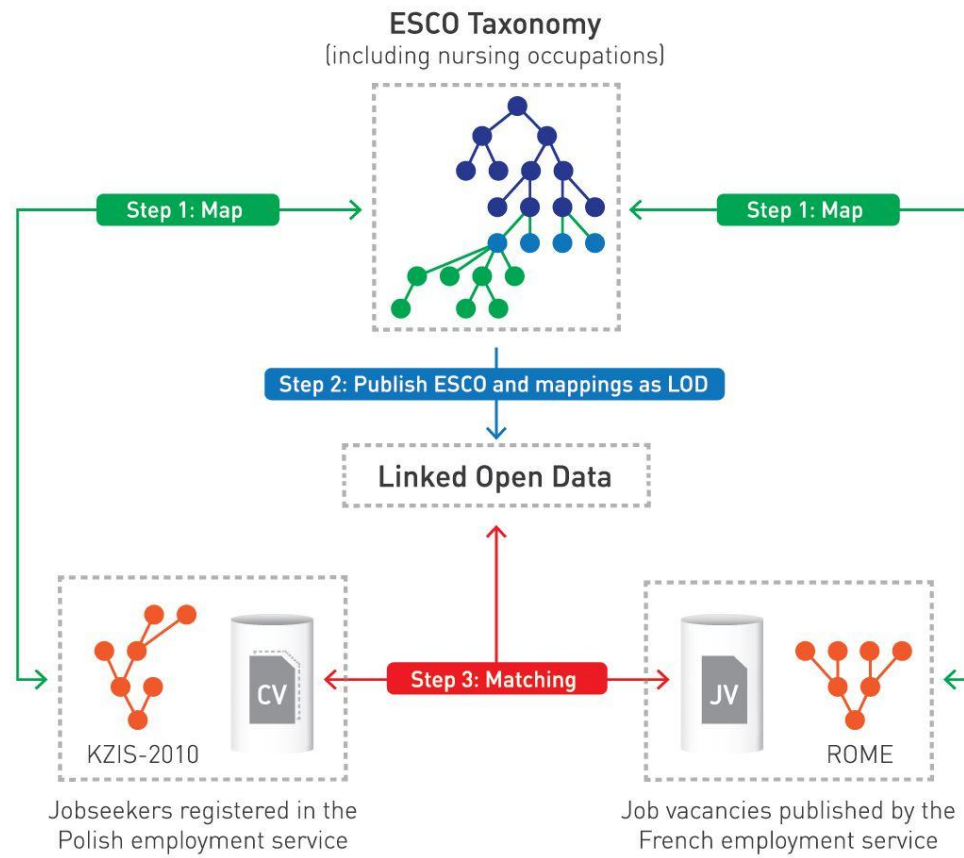 ESCO Taxonomy
(including nursing occupations)
Step 1: Map
Step 1: Map
Step 2: Publish ESCO and mappings as LOD
Linked Open Data
CV
Step 3: Matching
JV
KZIS-2010
ROME
Jobseekers registered in the
Polish employment service
Job vacancies published by the
French employment service